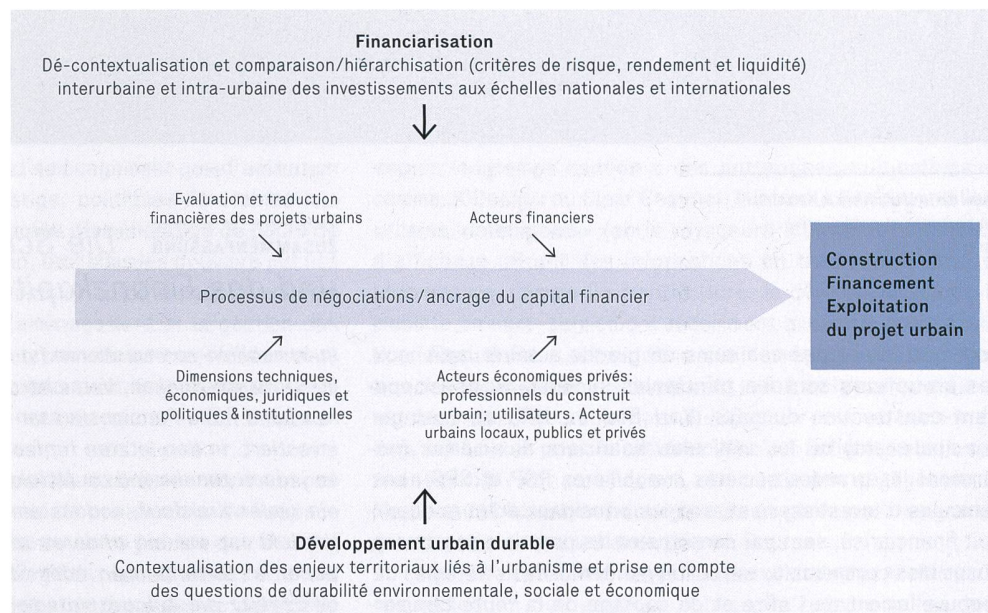 Financiarisation
Dé-contextualisation et comparaison/hiérarchisation (critères de risque, rendement et liquidité)
interurbaine et intra-urbaine des investissements aux échelles nationales et internationales
Evaluation et traduction
financières des projets urbains
Acteurs financiers
Processus de négociations/ancrage du capital financier
Construction
Financement
Exploitation
du projet urbain
Dimensions techniques,
économiques, juridiques et
politiques & institutionnelles
Acteurs économiques privés:
professionnels du construit
urbain; utilisateurs. Acteurs
urbains locaux, publics et privés
Développement urbain durable
Contextualisation des enjeux territoriaux liés à l'urbanisme et prise en compte
des questions de durabilité environnementale, sociale et économique